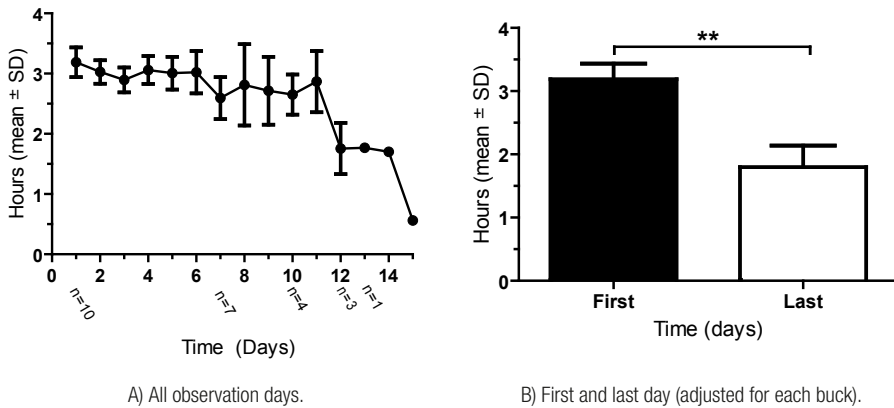 4
3
2
1
0
Hours (mean ± SD)
0 2 4 6 8 10 12 14
n=10 n=7 n=4 n=3 n=1
Time (Days)
A) All observation days.
**
4
3
2
1
0
Hours (mean ± SD)
First Last
Time (days)
B) First and last day (adjusted for each buck).